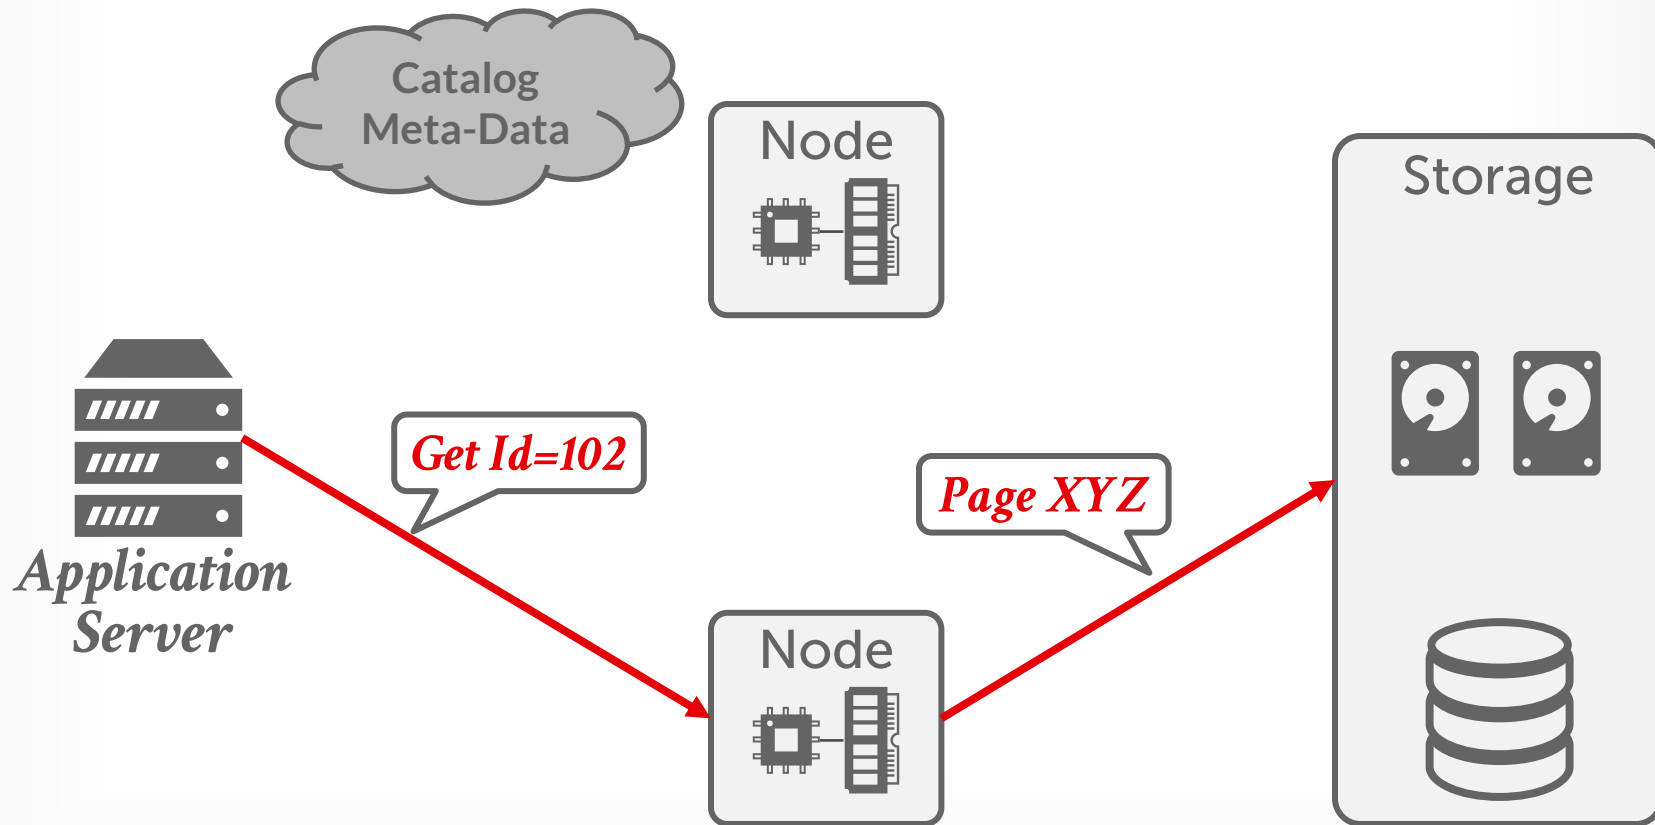 Catalog
Meta-Data
Node
Storage
Get Id=102
Page XYZ
Application
Server
Node